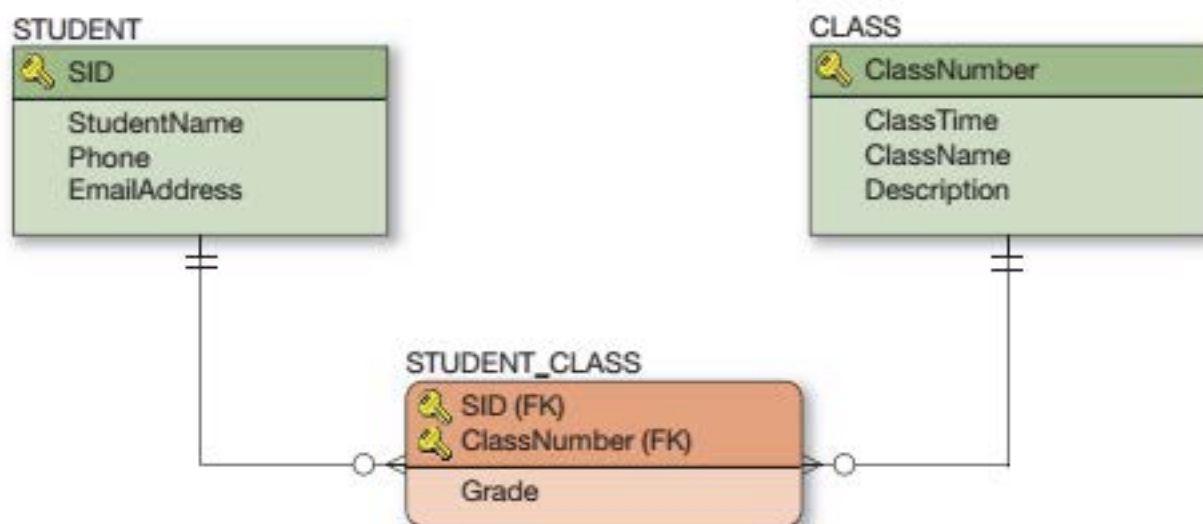 STUDENT
SID
StudentName
Phone
EmailAddress
CLASS
ClassNumber
ClassTime
ClassName
Description
STUDENT_CLASS
SID (FK)
ClassNumber (FK)
Grade